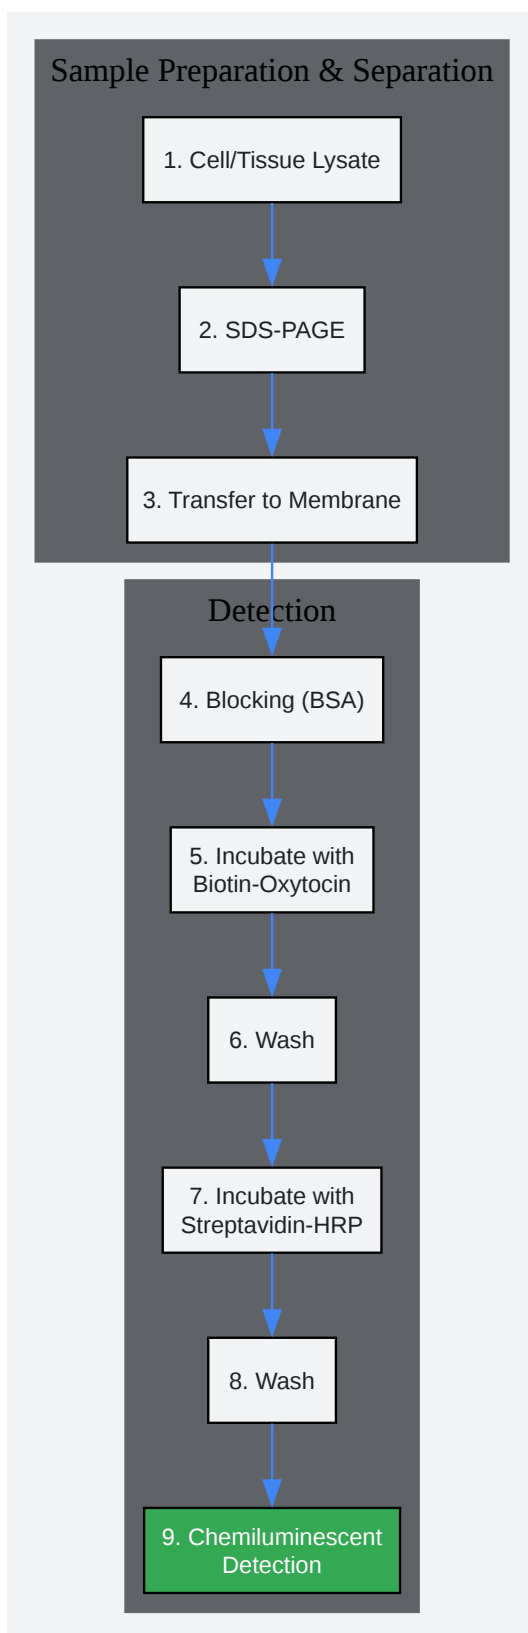 Sample Preparation & Separation
1. Cell/Tissue Lysate
2. SDS-PAGE
3. Transfer to Membrane
Detection
4. Blocking (BSA)
5. Incubate with
Biotin-Oxytocin
6. Wash
7. Incubate with
Streptavidin-HRP
8. Wash
9. Chemiluminescent
Detection